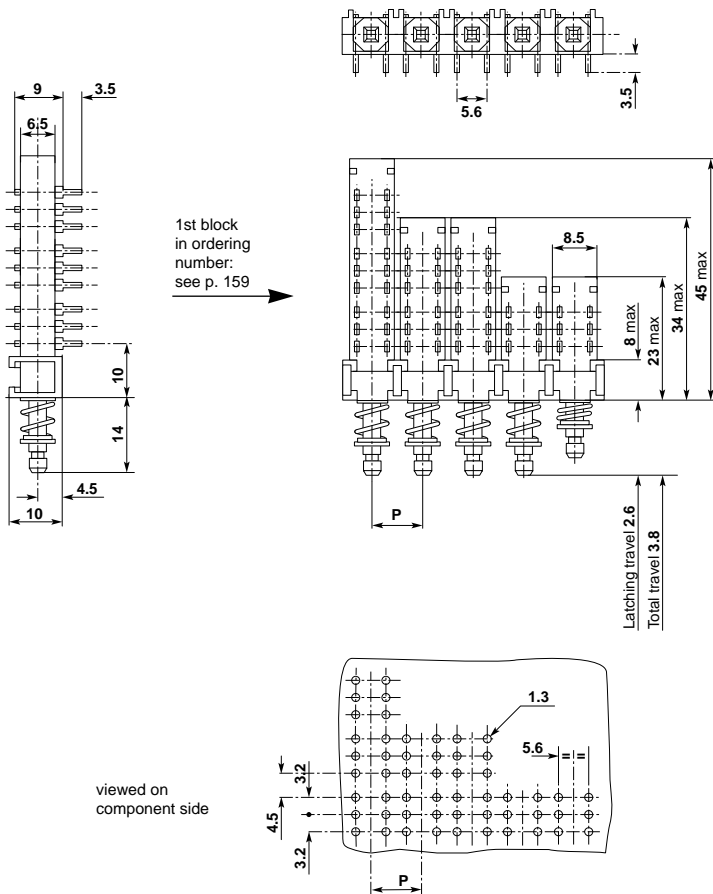 3.5
5.6
9
3.5
6.5
10
14
4.5
10
1st block
in ordering
number:
see p. 159
8.5
8 max
23 max
34 max
45 max
P
Latching travel 2.6
Total travel 3.8
viewed on
component side
1.3
5.6
=
=
3.2
4.5
3.2
P